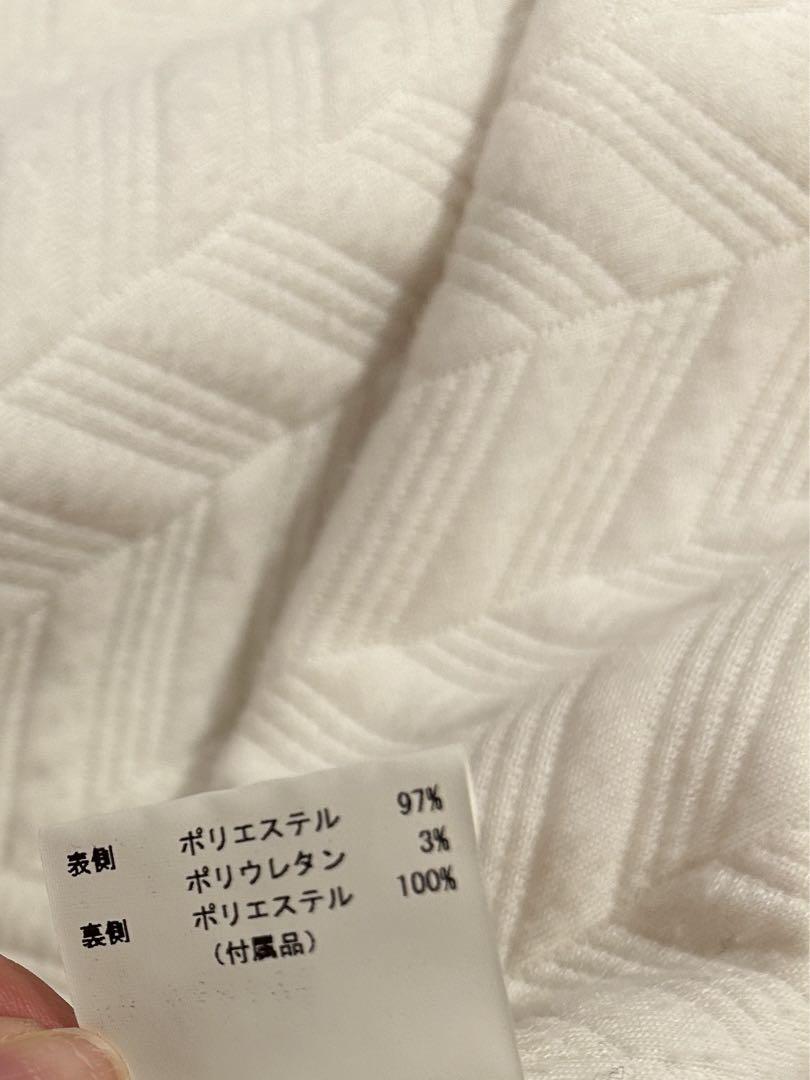 表側 ポリエステル 97%
ポリウレタン 3%
裏側 ポリエステル 100%
(付属品)